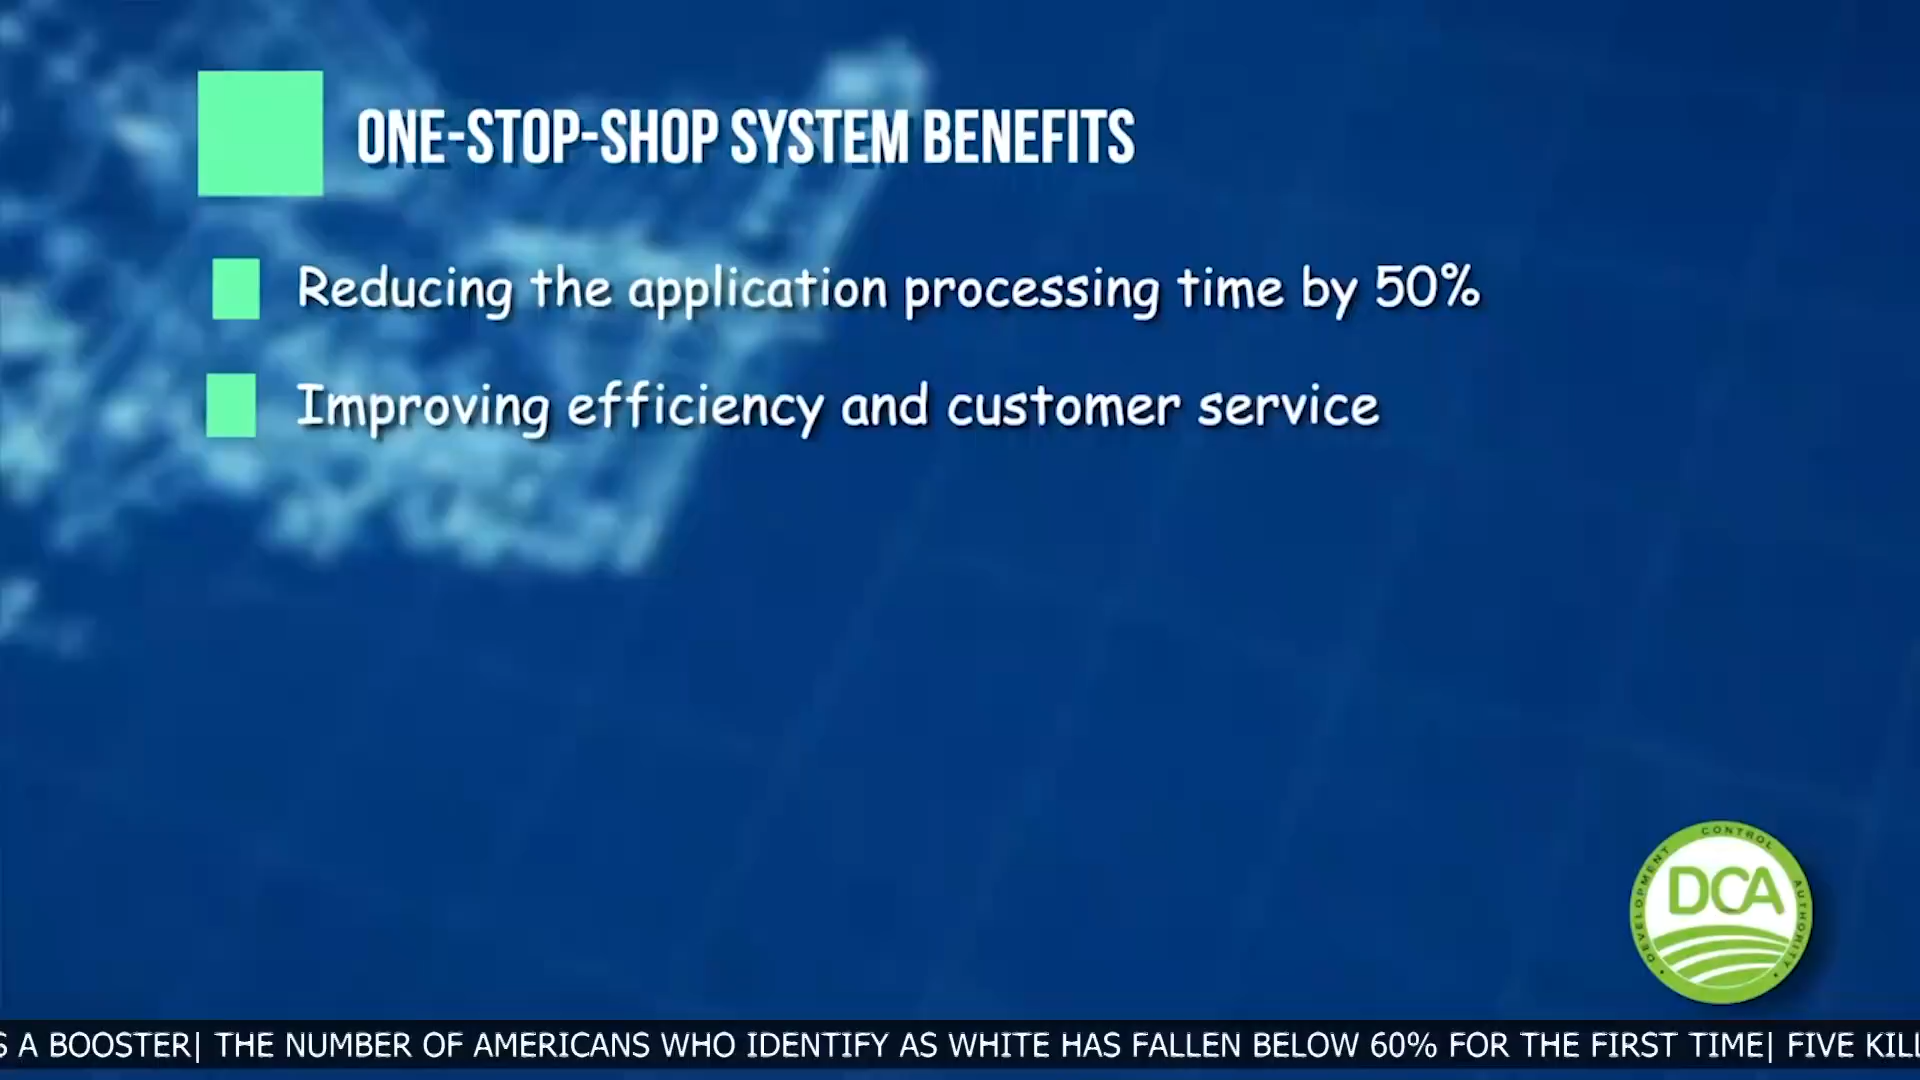 ONE-STOP-SHOP SYSTEM BENEFITS
Reducing the application processing time by 50%
Improving efficiency and customer service
DEVELOPMENT CONTROL AUTHORITY
DCA
A BOOSTER| THE NUMBER OF AMERICANS WHO IDENTIFY AS WHITE HAS FALLEN BELOW 60% FOR THE FIRST TIME| FIVE